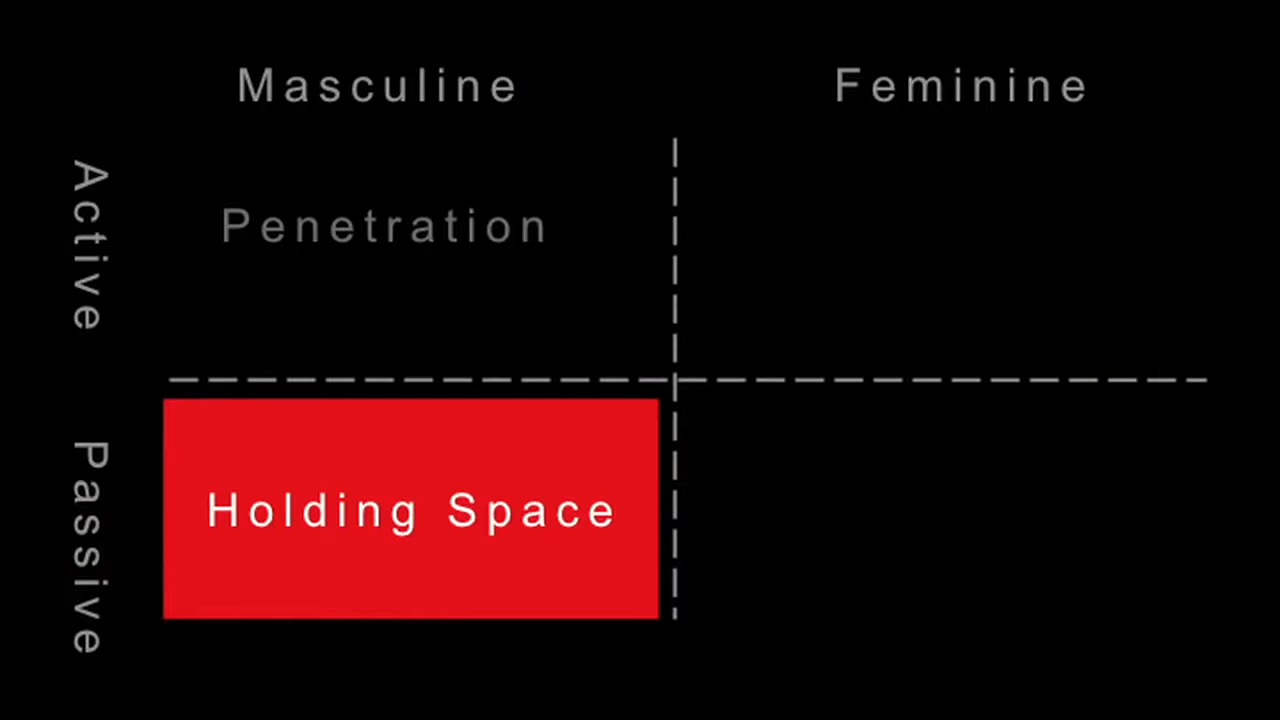 Masculine
Feminine
Active
Penetration
Passive
Holding Space